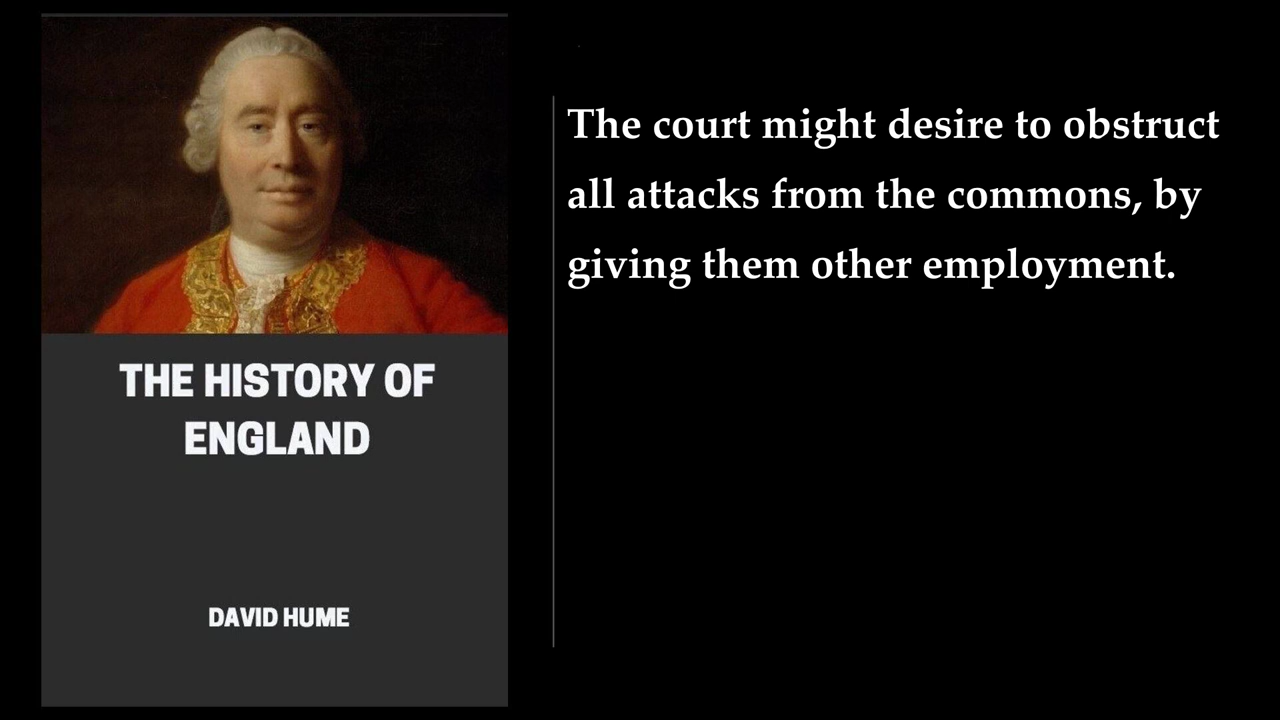 THE HISTORY OF
ENGLAND
DAVID HUME
The court might desire to obstruct
all attacks from the commons, by
giving them other employment.